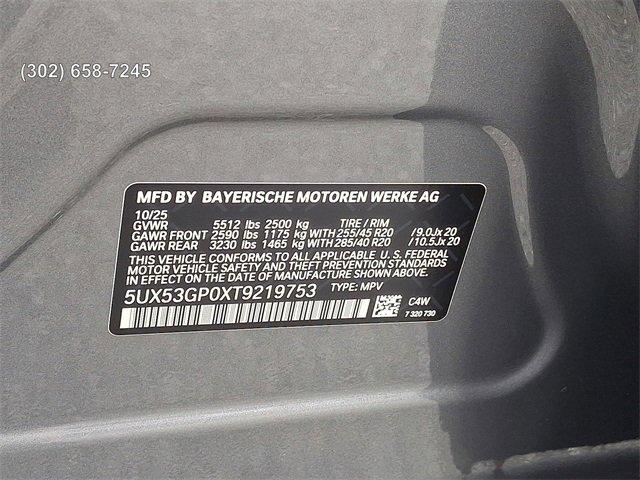 (302) 658-7245
MFD BY BAYERISCHE MOTOREN WERKE AG
10/25
GVWR 5512 lbs 2500 kg TIRE / RIM
GAWR FRONT 2590 lbs 1175 kg WITH 255/45 R20 /9.0Jx 20
GAWR REAR 3230 lbs 1465 kg WITH 285/40 R20 /10.5Jx 20
THIS VEHICLE CONFORMS TO ALL APPLICABLE U. S. FEDERAL
MOTOR VEHICLE SAFETY AND THEFT PREVENTION STANDARDS
IN EFFECT ON THE DATE OF MANUFACTURE SHOWN ABOVE.
5UX53GP0XT9219753 TYPE: MPV
C4W
7 320 730